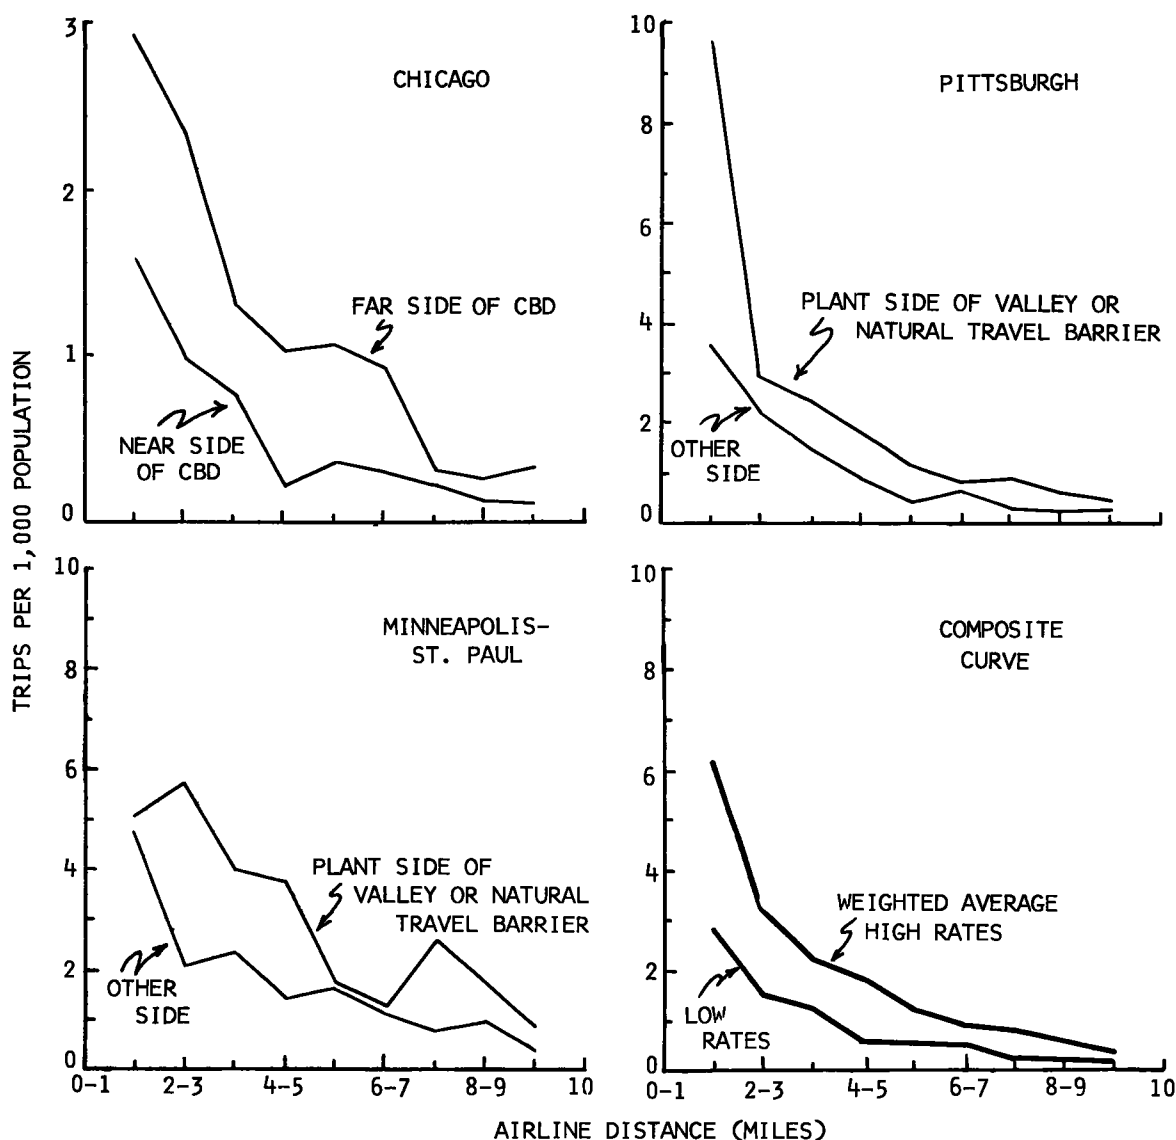 TRIPS PER 1,000 POPULATION
3
2
1
0
CHICAGO
FAR SIDE OF CBD
NEAR SIDE
OF CBD
10
8
6
4
2
0
PITTSBURGH
PLANT SIDE OF VALLEY OR
NATURAL TRAVEL BARRIER
OTHER
SIDE
10
8
6
4
2
0
MINNEAPOLIS-
ST. PAUL
PLANT SIDE OF
VALLEY OR NATURAL
TRAVEL BARRIER
OTHER
SIDE
0-1 2-3 4-5 6-7 8-9 10
10
8
6
4
2
0
COMPOSITE
CURVE
WEIGHTED AVERAGE
HIGH RATES
LOW
RATES
0-1 2-3 4-5 6-7 8-9 10
AIRLINE DISTANCE (MILES)